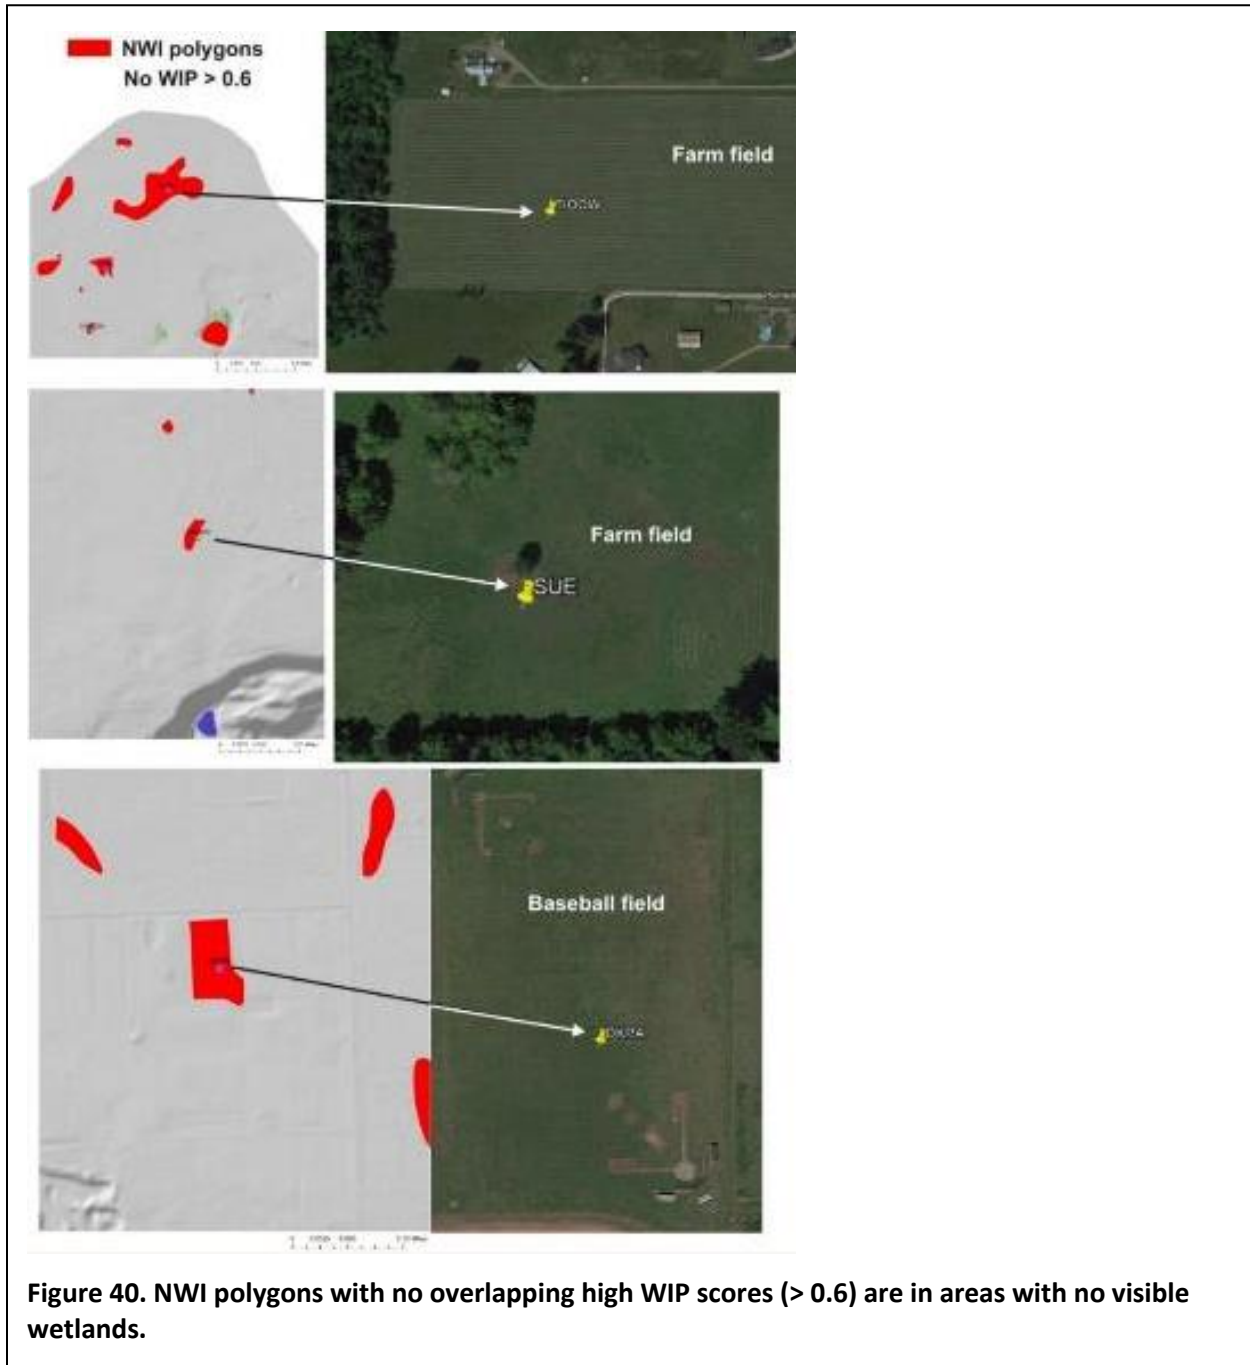 NWI polygons
No WIP > 0.6
Farm field
Farm field
SUE
Baseball field
Figure 40. NWI polygons with no overlapping high WIP scores (> 0.6) are in areas with no visible
wetlands.